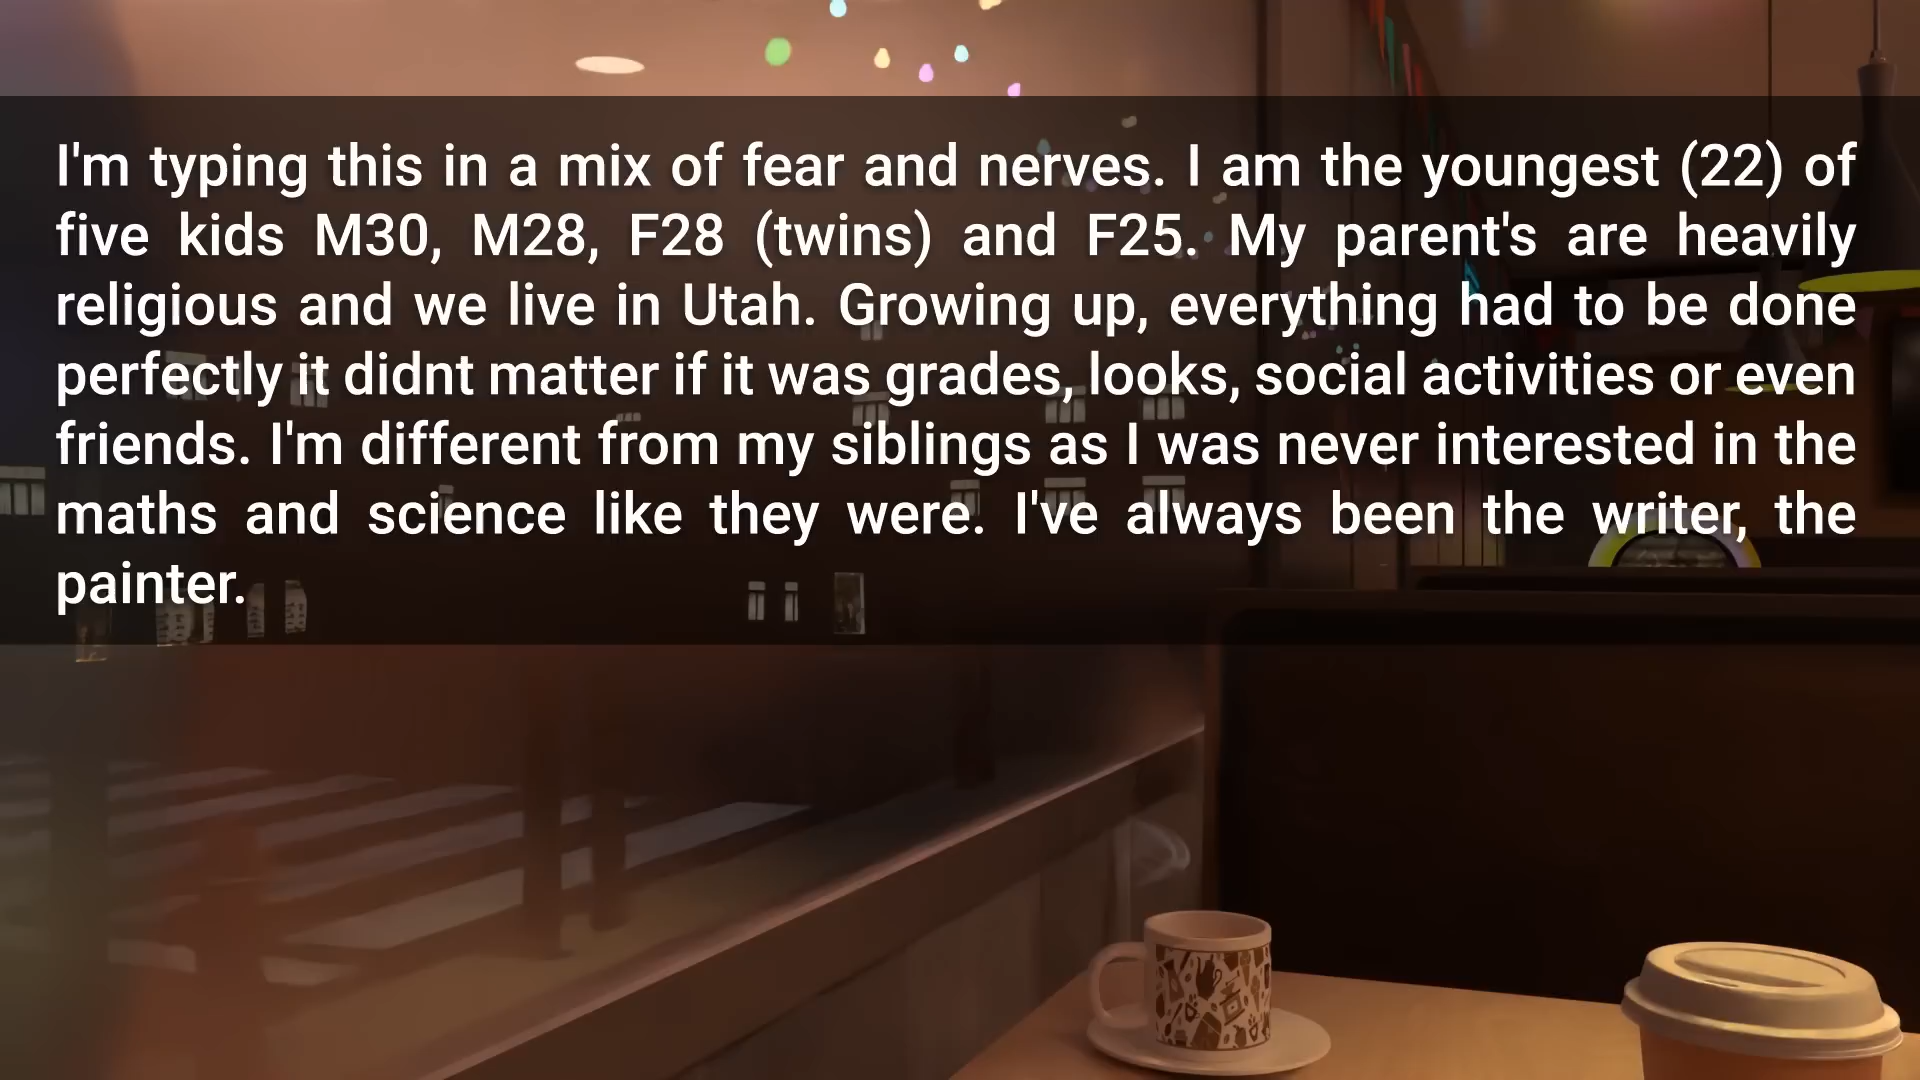 I'm typing this in a mix of fear and nerves. I am the youngest (22) of
five kids M30, M28, F28 (twins) and F25. My parent's are heavily
religious and we live in Utah. Growing up, everything had to be done
perfectly it didnt matter if it was grades, looks, social activities or even
friends. I'm different from my siblings as I was never interested in the
maths and science like they were. I've always been the writer, the
painter.